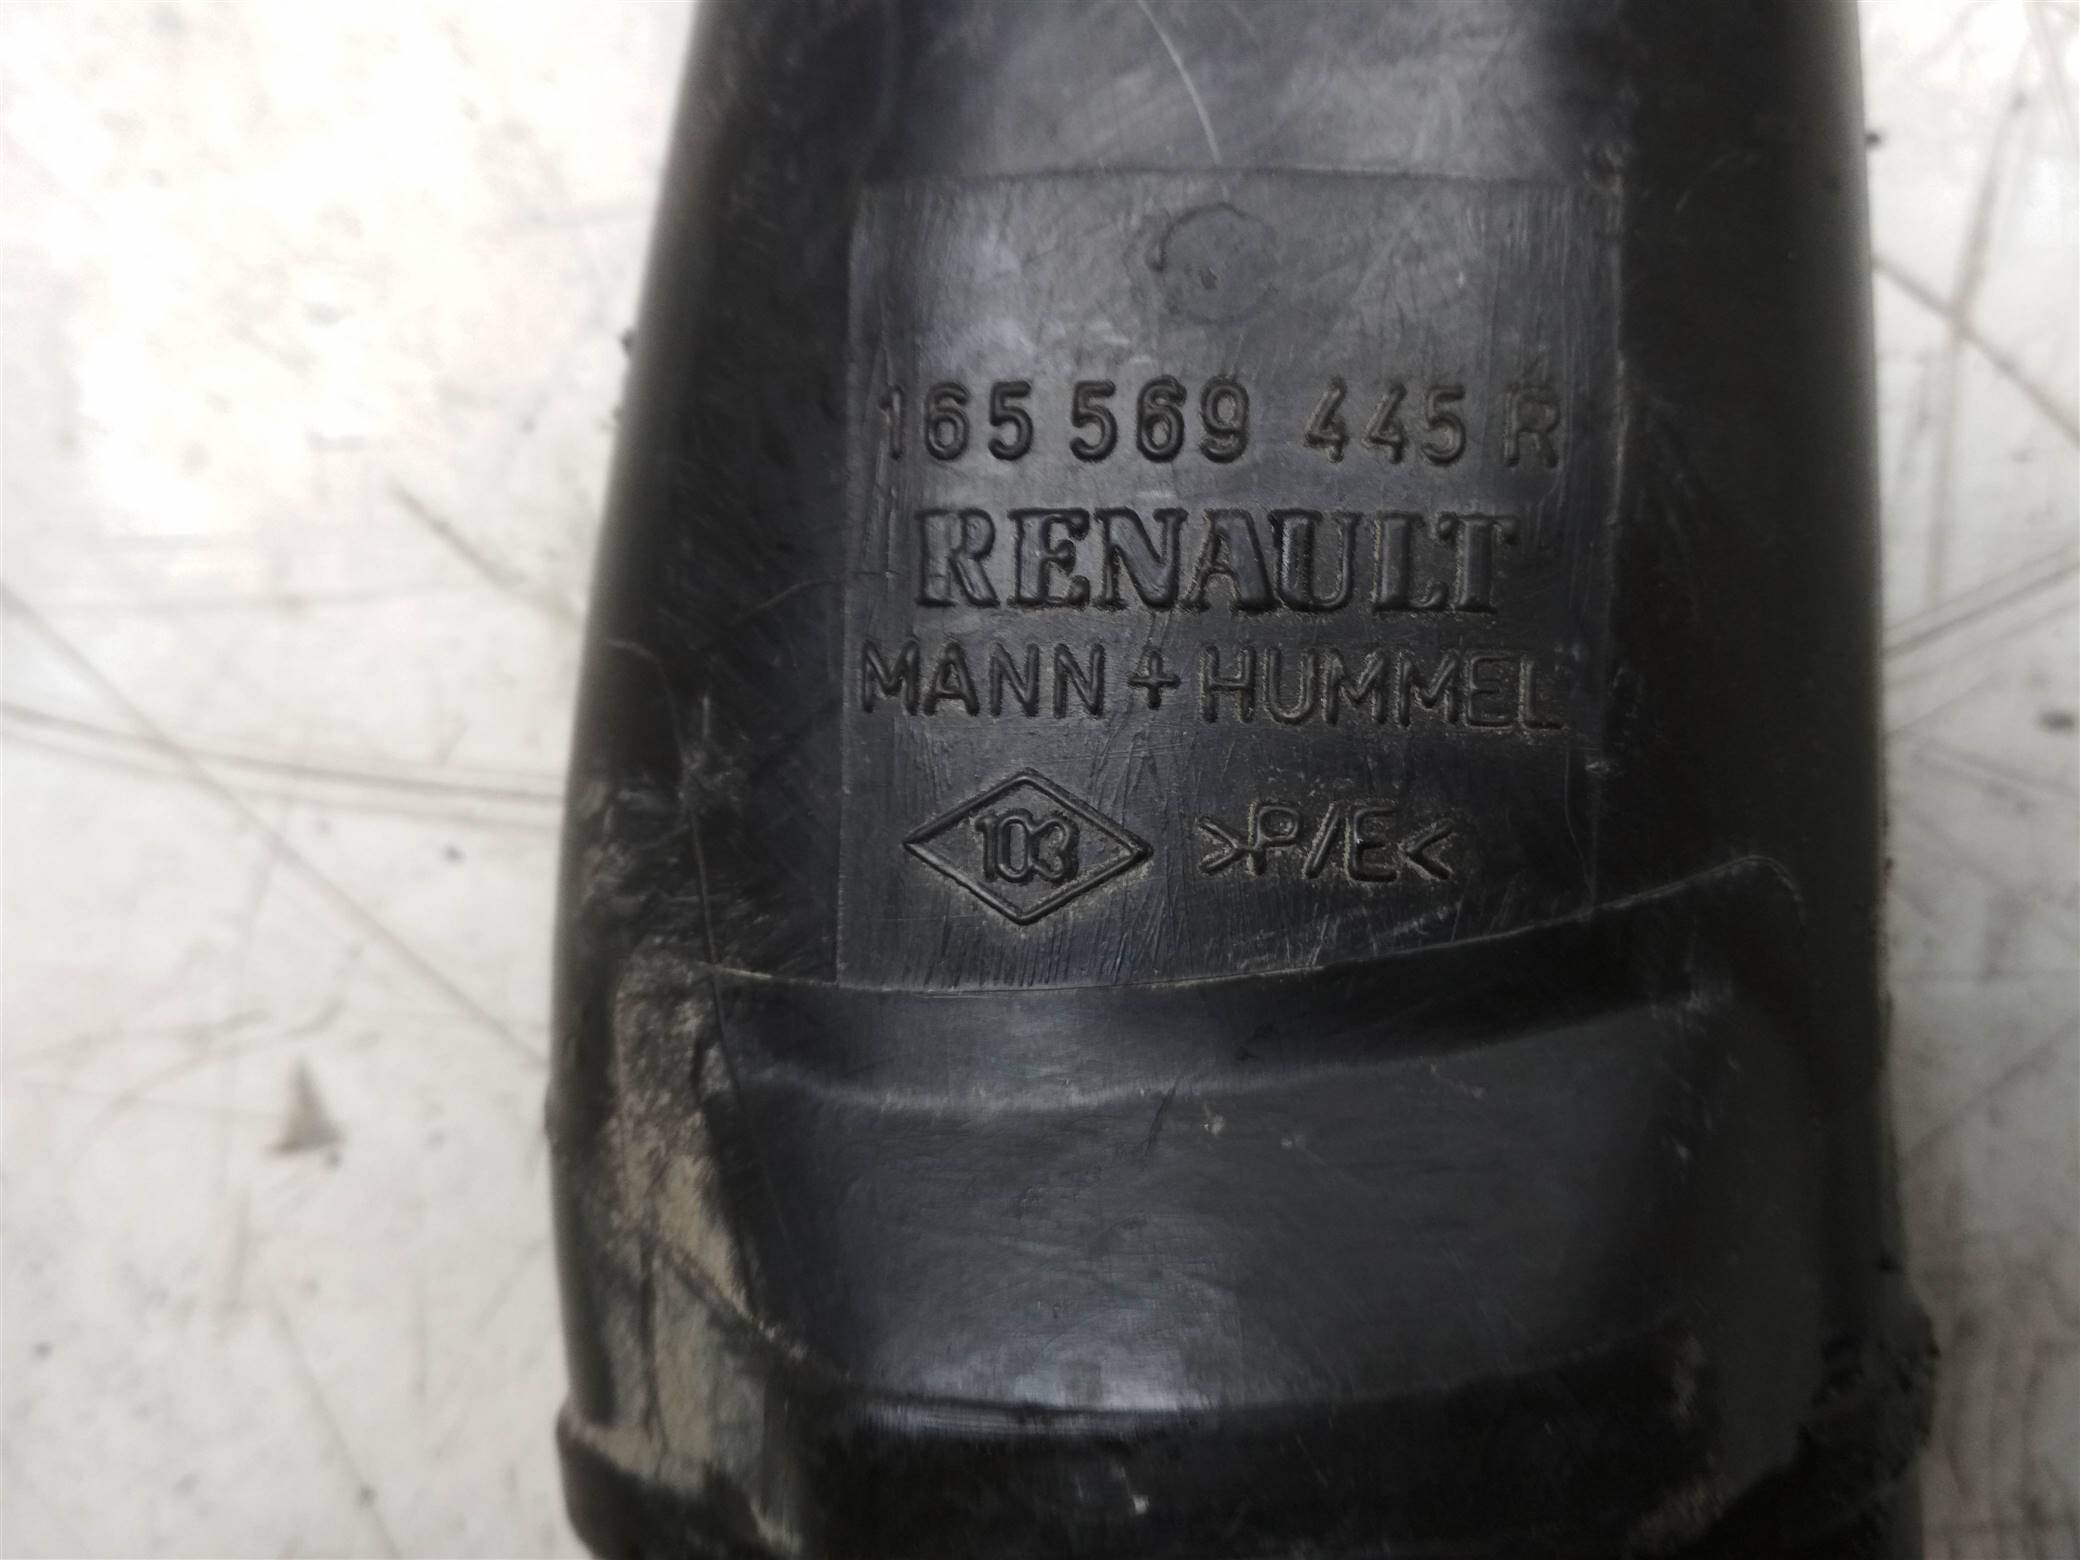 165 569 445 R
RENAULT
MANN+HUMMEL
103 >P/E<